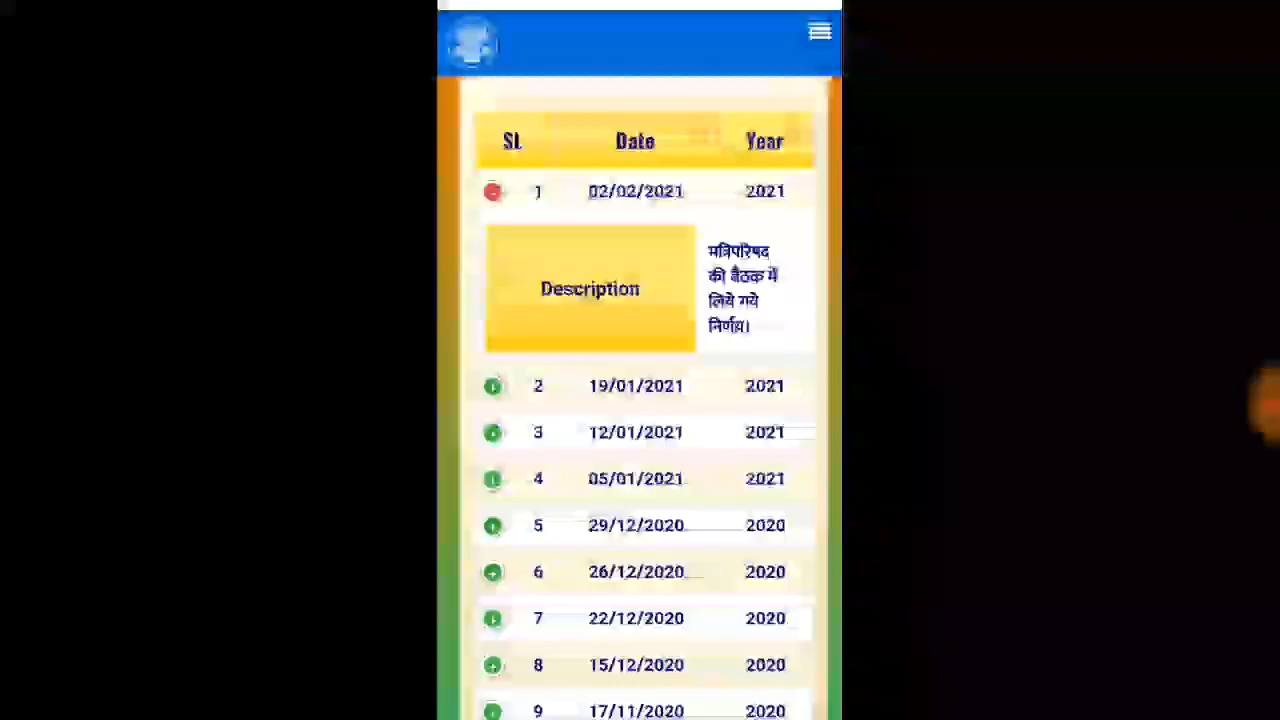 SL Date Year
1 02/02/2021 2021
Description
मंत्रिपरिषद
की बैठक में
लिये गये
निर्णय।
2 19/01/2021 2021
3 12/01/2021 2021
4 05/01/2021 2021
5 29/12/2020 2020
6 26/12/2020 2020
7 22/12/2020 2020
8 15/12/2020 2020
9 17/11/2020 2020